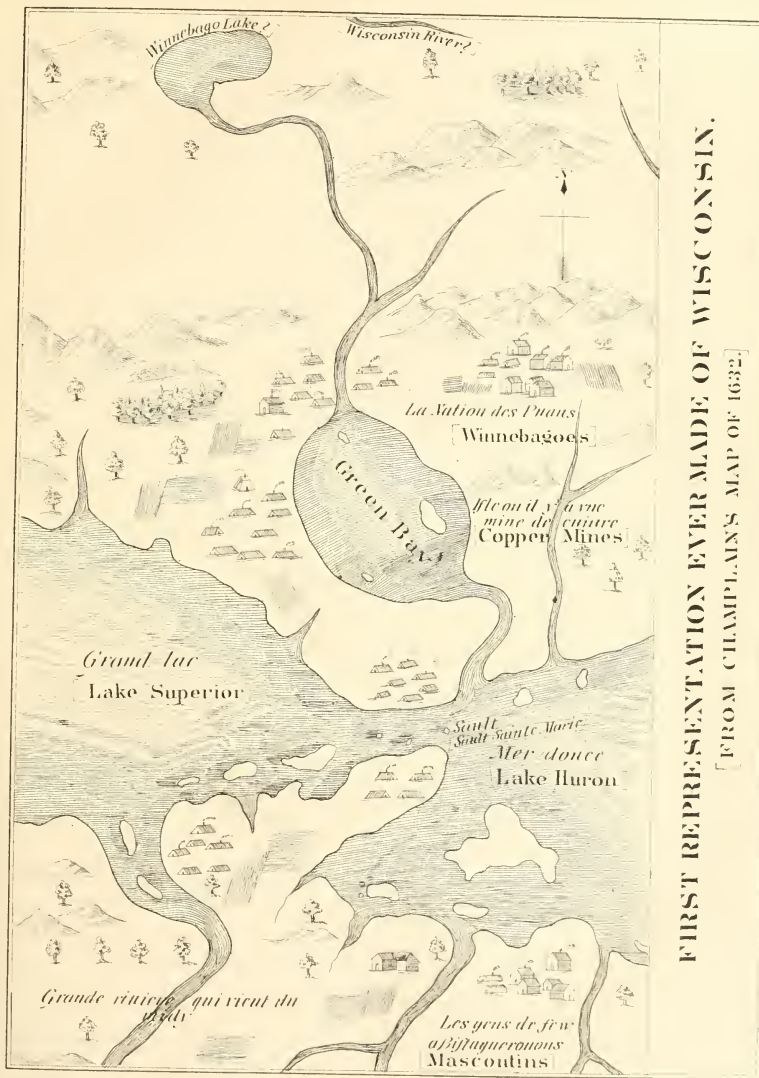 Winnebago Lake?
Wisconsin River?
N
La Nation des Puans
[Winnebagoes]
Isle ou il y a vne
mine de cuiure
Copper Mines]
Green Bay
Grand lac
Lake Superior
Sault
Sault Sainte Marie
Mer douce
[Lake Huron]
Grande riuiere qui vient du
midy
Les gens de feu
Mascoutins]
FIRST REPRESENTATION EVER MADE OF WISCONSIN.
[FROM CHAMPLAIN'S MAP OF 1632.]